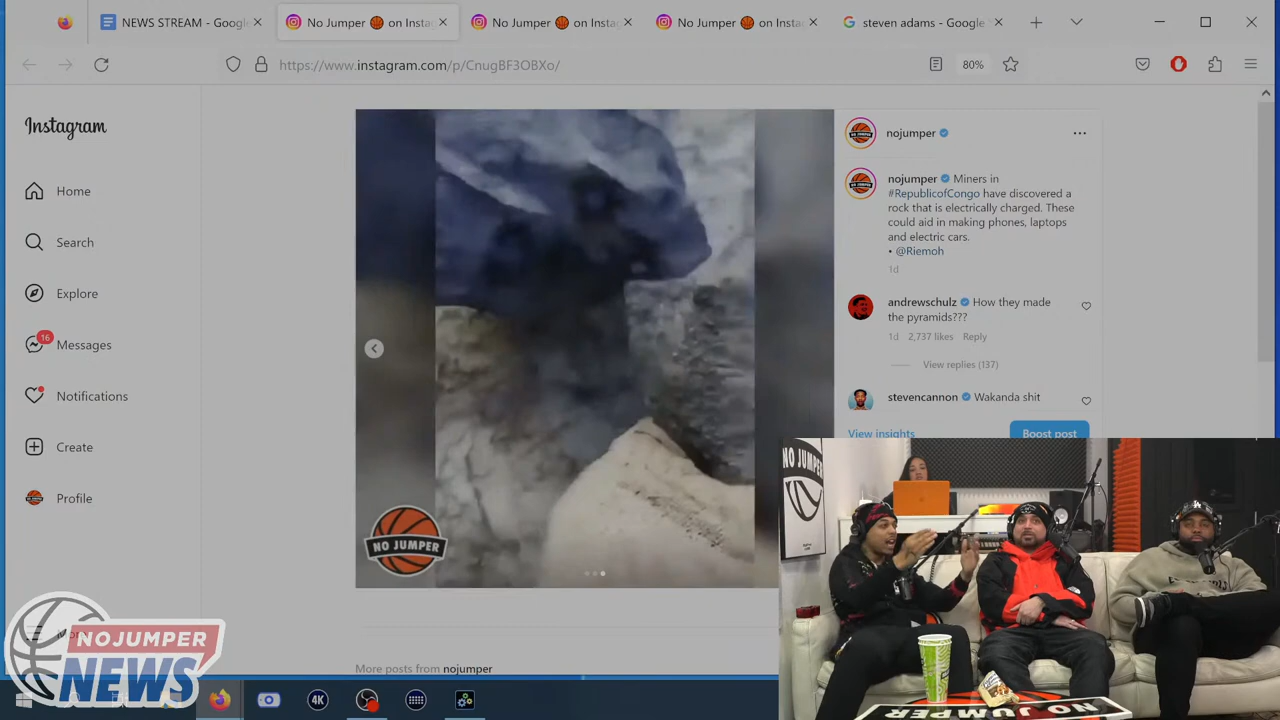 NEWS STREAM - Google
No Jumper 🏀 on Insta
No Jumper 🏀 on Insta
No Jumper 🏀 on Insta
steven adams - Google
https://www.instagram.com/p/CnugBF3OBXo/
80%
Instagram
Home
Search
Explore
16
Messages
Notifications
Create
Profile
nojumper
nojumper Miners in
#RepublicofCongo have discovered a
rock that is electrically charged. These
could aid in making phones, laptops
and electric cars.
• @Riemoh
1d
andrewschulz How they made
the pyramids???
1d 2,737 likes Reply
View replies (137)
stevencannon Wakanda shit
View insights
Boost post
NO JUMPER
More posts from nojumper
NOJUMPER
NEWS
4K
NO JUMPER
NO JUMPER